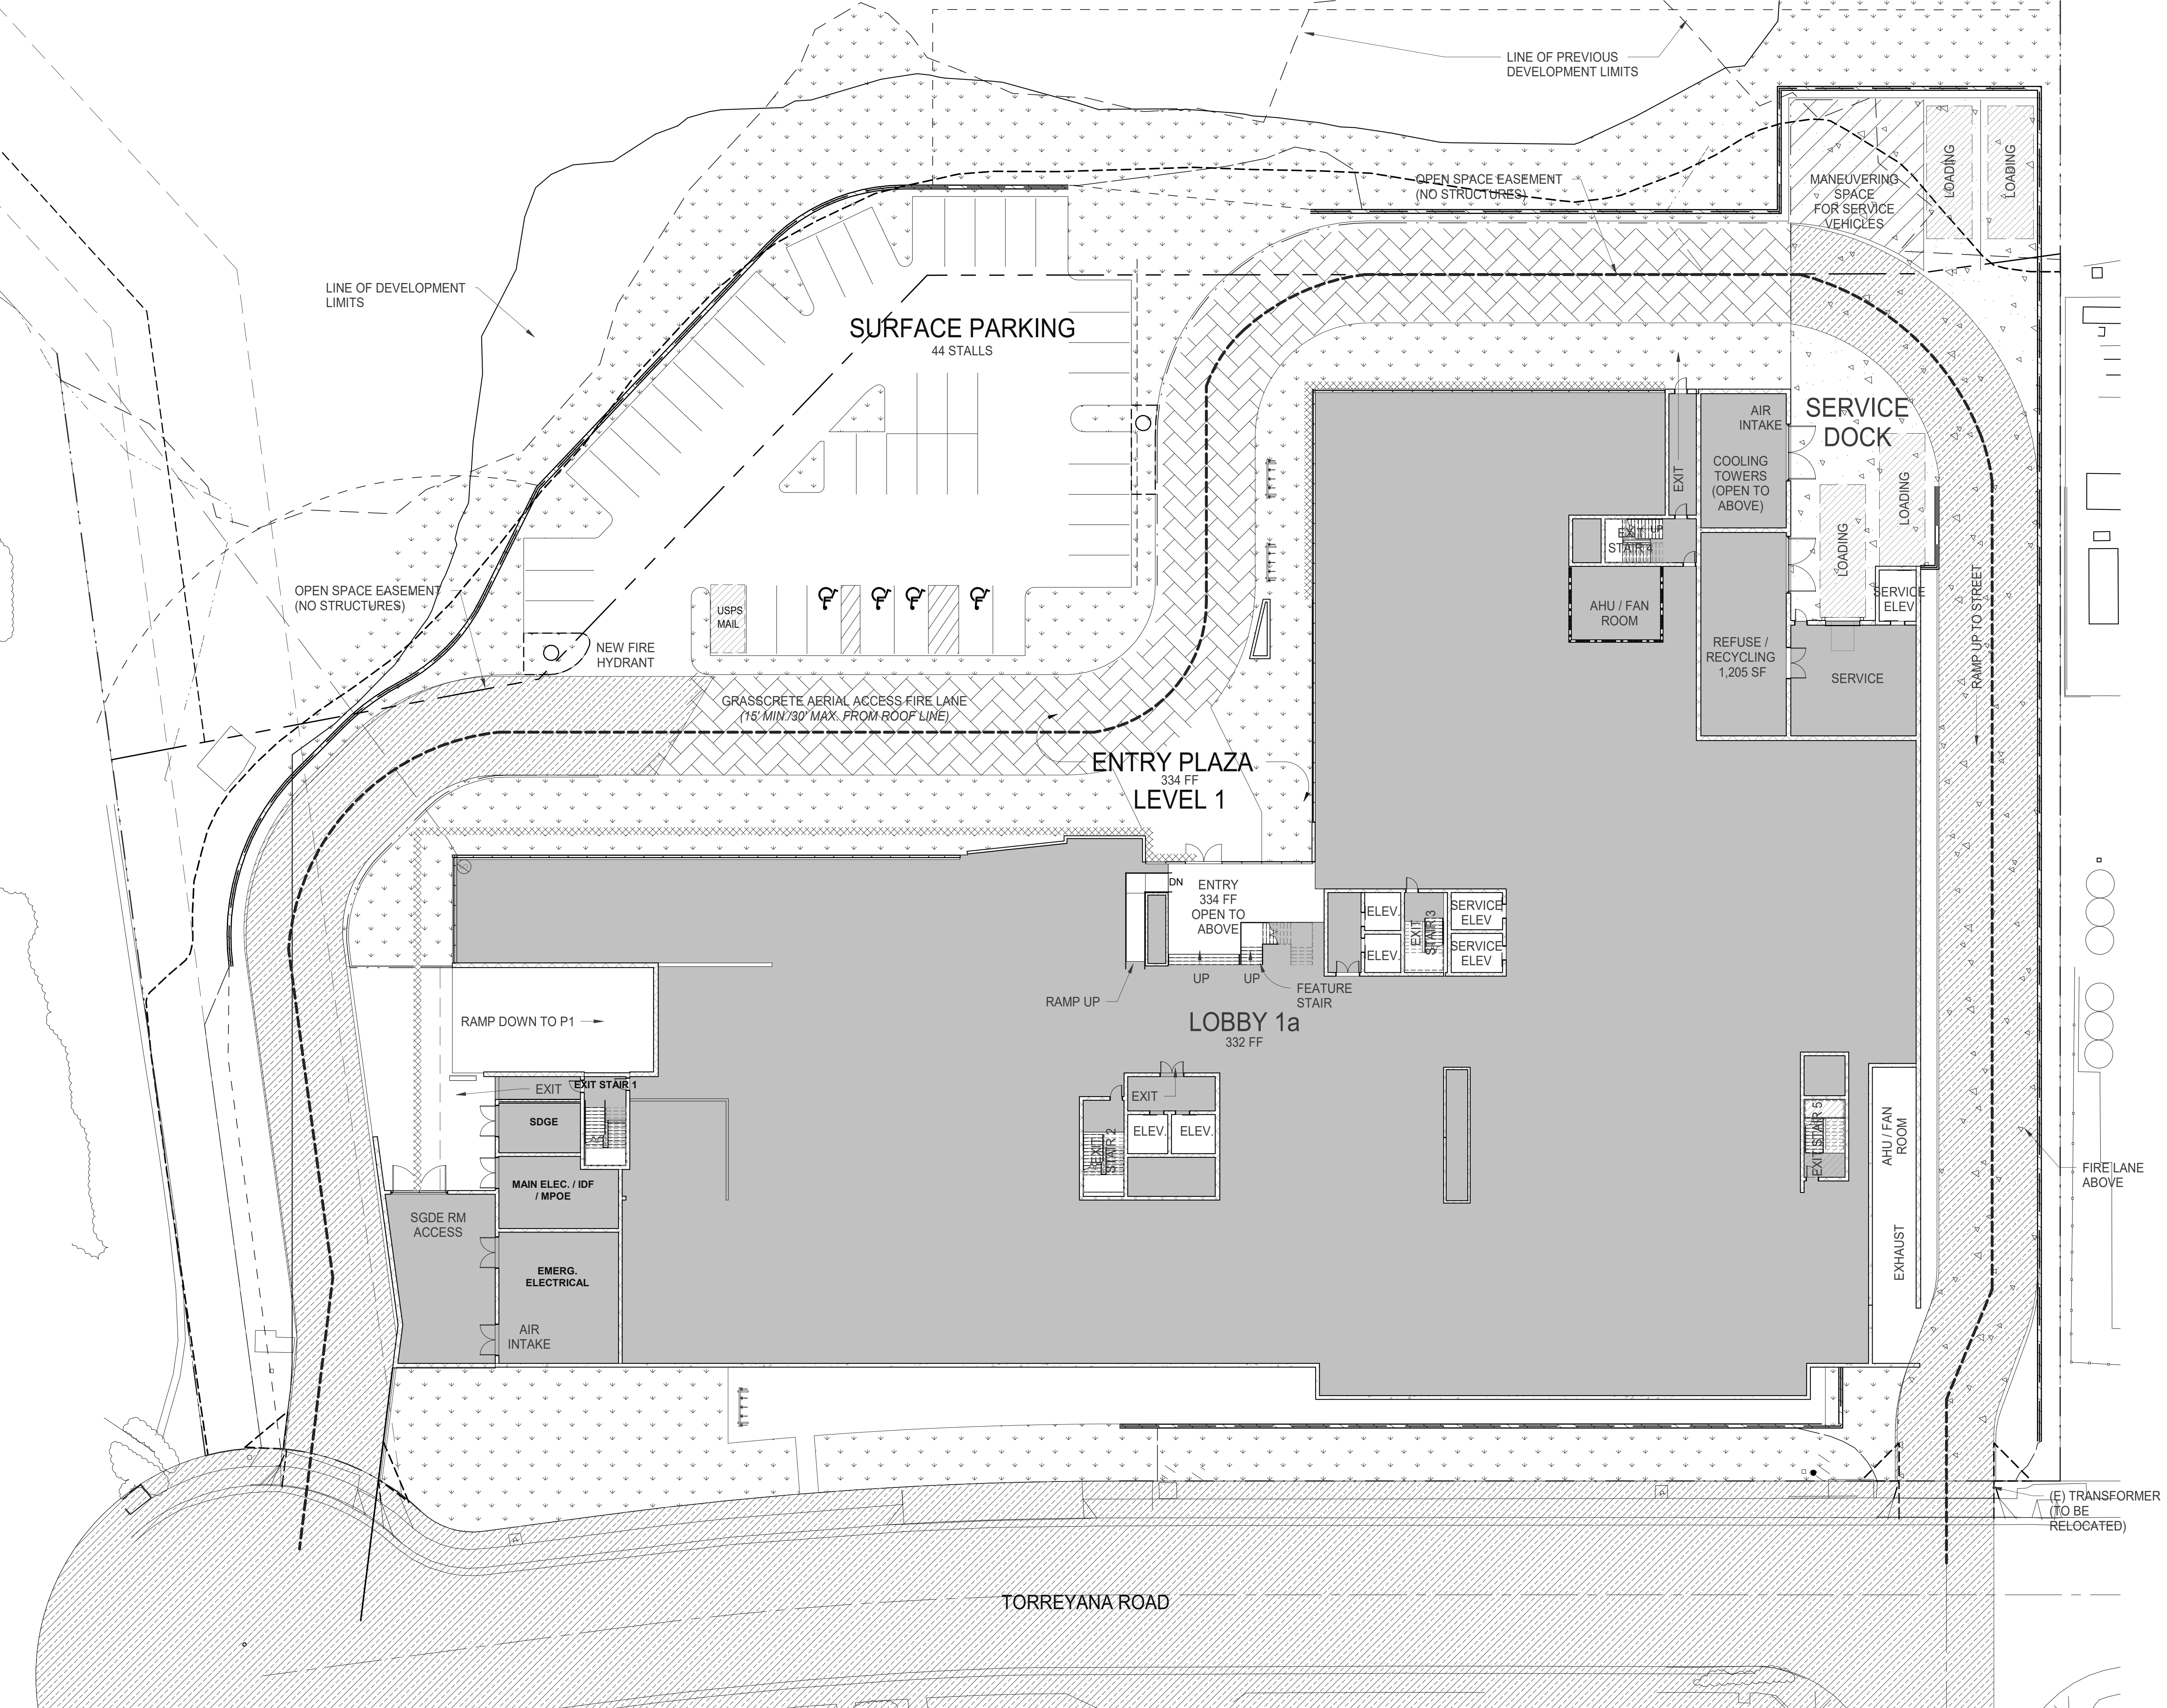 LINE OF PREVIOUS
DEVELOPMENT LIMITS
LOADING
LOADING
MANEUVERING
SPACE
FOR SERVICE
VEHICLES
OPEN SPACE EASEMENT
(NO STRUCTURES)
LINE OF DEVELOPMENT
LIMITS
SURFACE PARKING
44 STALLS
SERVICE
DOCK
AIR
INTAKE
COOLING
TOWERS
(OPEN TO
ABOVE)
EXIT
LOADING
LOADING
EXIT
STAIR 4
UP
OPEN SPACE EASEMENT
(NO STRUCTURES)
USPS
MAIL
AHU / FAN
ROOM
SERVICE
ELEV
REFUSE /
RECYCLING
1,205 SF
SERVICE
RAMP UP TO STREET
NEW FIRE
HYDRANT
GRASSCRETE AERIAL ACCESS FIRE LANE
(15' MIN./30' MAX. FROM ROOF LINE)
ENTRY PLAZA
334 FF
LEVEL 1
DN
ENTRY
334 FF
OPEN TO
ABOVE
ELEV.
ELEV.
EXIT
STAIR 3
SERVICE
ELEV
SERVICE
ELEV
UP
UP
FEATURE
STAIR
RAMP UP
LOBBY 1a
332 FF
RAMP DOWN TO P1
EXIT
EXIT STAIR 1
SDGE
MAIN ELEC. / IDF
/ MPOE
SGDE RM
ACCESS
EMERG.
ELECTRICAL
AIR
INTAKE
EXIT
ELEV.
ELEV.
EXIT
STAIR 2
EXIT STAIR 5
AHU / FAN
ROOM
EXHAUST
FIRE LANE
ABOVE
(E) TRANSFORMER
(TO BE
RELOCATED)
TORREYANA ROAD